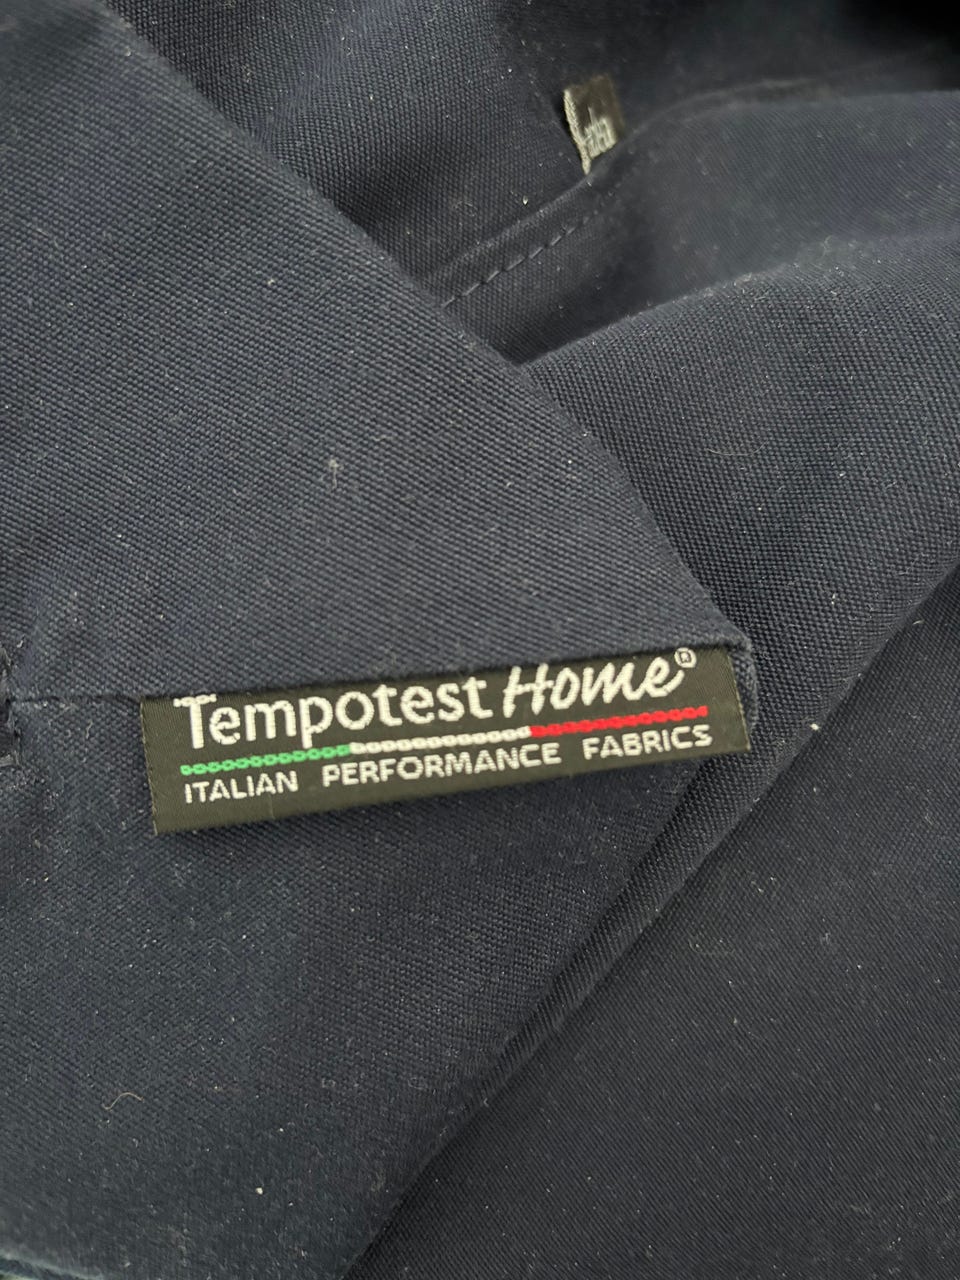 Tempotest Home®
ITALIAN PERFORMANCE FABRICS